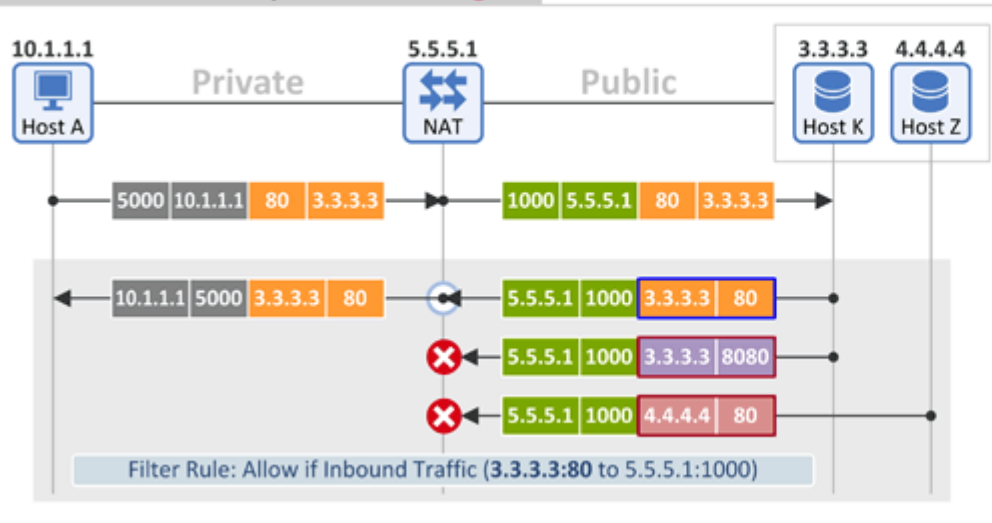 10.1.1.1 5.5.5.1 3.3.3.3 4.4.4.4
Private Public
Host A NAT Host K Host Z
5000 10.1.1.1 80 3.3.3.3 1000 5.5.5.1 80 3.3.3.3
10.1.1.1 5000 3.3.3.3 80 5.5.5.1 1000 3.3.3.3 80
5.5.5.1 1000 3.3.3.3 8080
5.5.5.1 1000 4.4.4.4 80
Filter Rule: Allow if Inbound Traffic (3.3.3.3:80 to 5.5.5.1:1000)